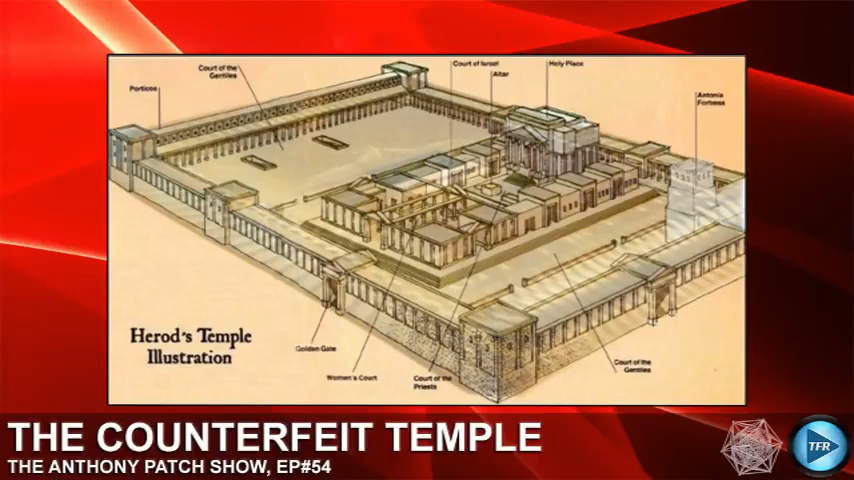 Court of the
Gentiles
Court of Israel
Altar
Holy Place
Porticos
Antonia
Fortress
Herod's Temple
Illustration
Golden Gate
Women's Court
Court of the
Priests
Court of the
Gentiles
THE COUNTERFEIT TEMPLE
THE ANTHONY PATCH SHOW, EP#54
TFR